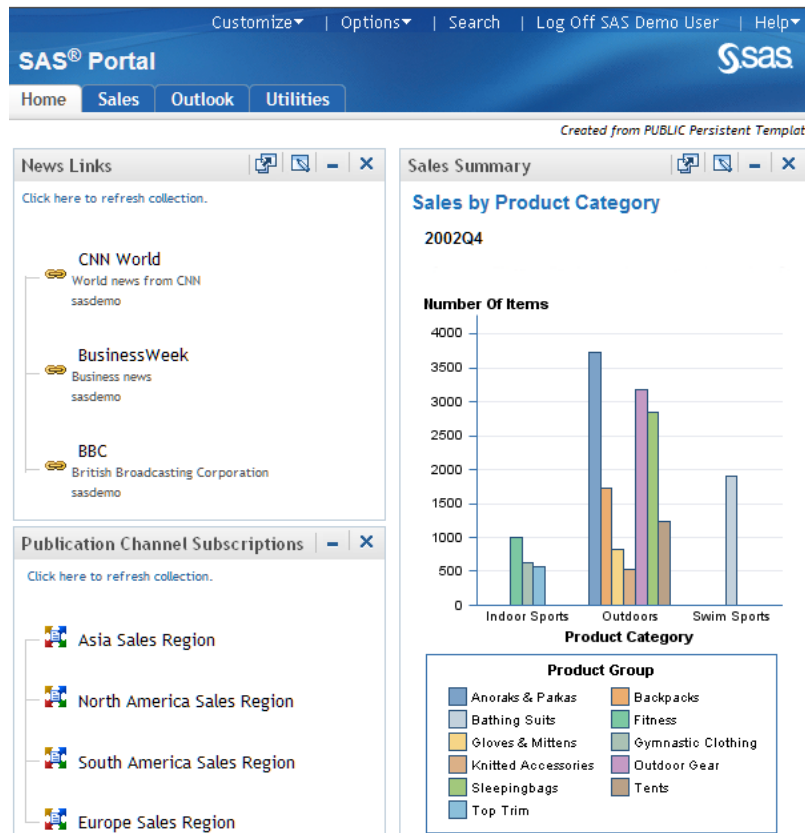 Customize | Options | Search | Log Off SAS Demo User | Help
SAS® Portal
sas
Home Sales Outlook Utilities
Created from PUBLIC Persistent Templat
News Links
Click here to refresh collection.
CNN World
World news from CNN
sasdemo
BusinessWeek
Business news
sasdemo
BBC
British Broadcasting Corporation
sasdemo
Publication Channel Subscriptions
Click here to refresh collection.
Asia Sales Region
North America Sales Region
South America Sales Region
Europe Sales Region
Sales Summary
Sales by Product Category
2002Q4
Number Of Items
4000
3500
3000
2500
2000
1500
1000
500
0
Indoor Sports Outdoors Swim Sports
Product Category
Product Group
Anoraks & Parkas Backpacks
Bathing Suits Fitness
Gloves & Mittens Gymnastic Clothing
Knitted Accessories Outdoor Gear
Sleepingbags Tents
Top Trim